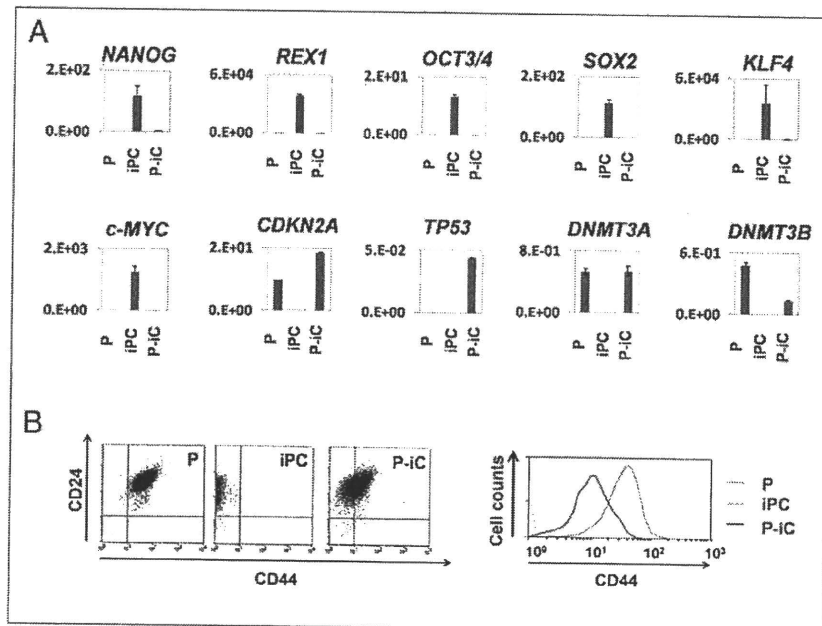 A
NANOG
REX1
OCT3/4
SOX2
KLF4
2.E+02
0.E+00
P
iPC
P-iC
6.E+04
0.E+00
P
iPC
P-iC
2.E+01
0.E+00
P
iPC
P-iC
2.E+02
0.E+00
P
iPC
P-iC
6.E+04
0.E+00
P
iPC
P-iC
c-MYC
CDKN2A
TP53
DNMT3A
DNMT3B
2.E+03
0.E+00
P
iPC
P-iC
2.E+01
0.E+00
P
iPC
P-iC
5.E-02
0.E+00
P
iPC
P-iC
8.E-01
0.E+00
P
iPC
P-iC
6.E-01
0.E+00
P
iPC
P-iC
B
CD24
P
iPC
P-iC
CD44
Cell counts
10⁰
10¹
10²
10³
CD44
P
iPC
P-iC